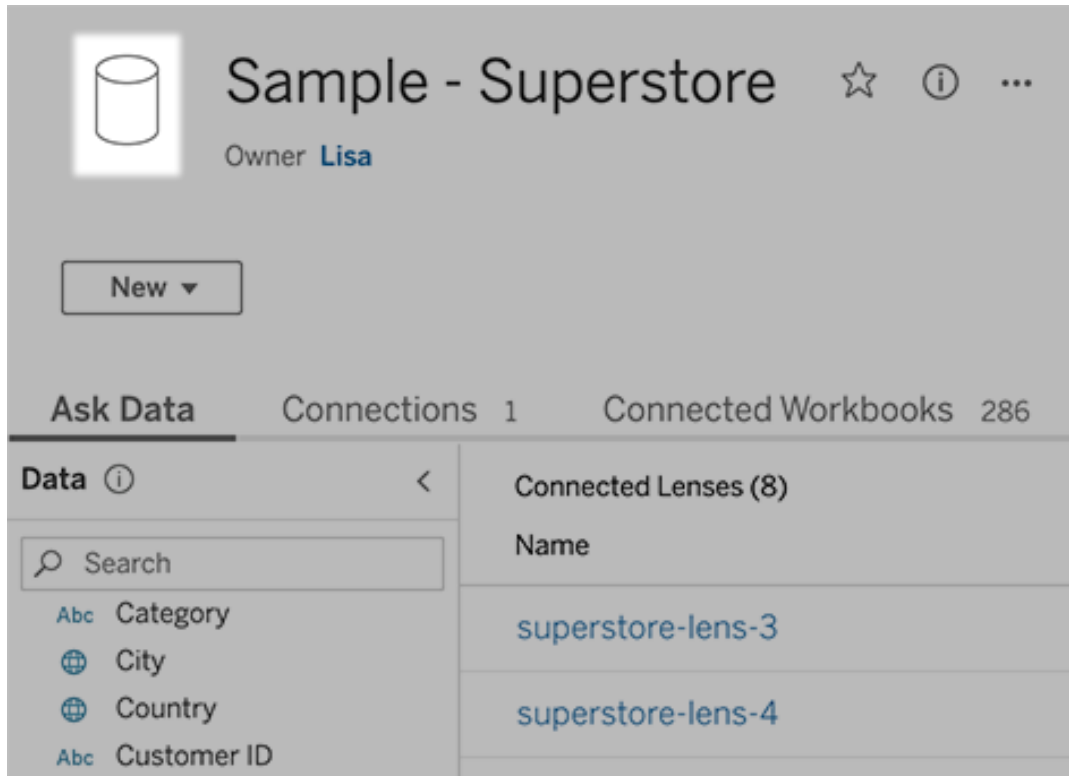 Sample - Superstore
Owner Lisa
New
Ask Data Connections 1 Connected Workbooks 286
Data
Search
Abc Category
City
Country
Abc Customer ID
Connected Lenses (8)
Name
superstore-lens-3
superstore-lens-4